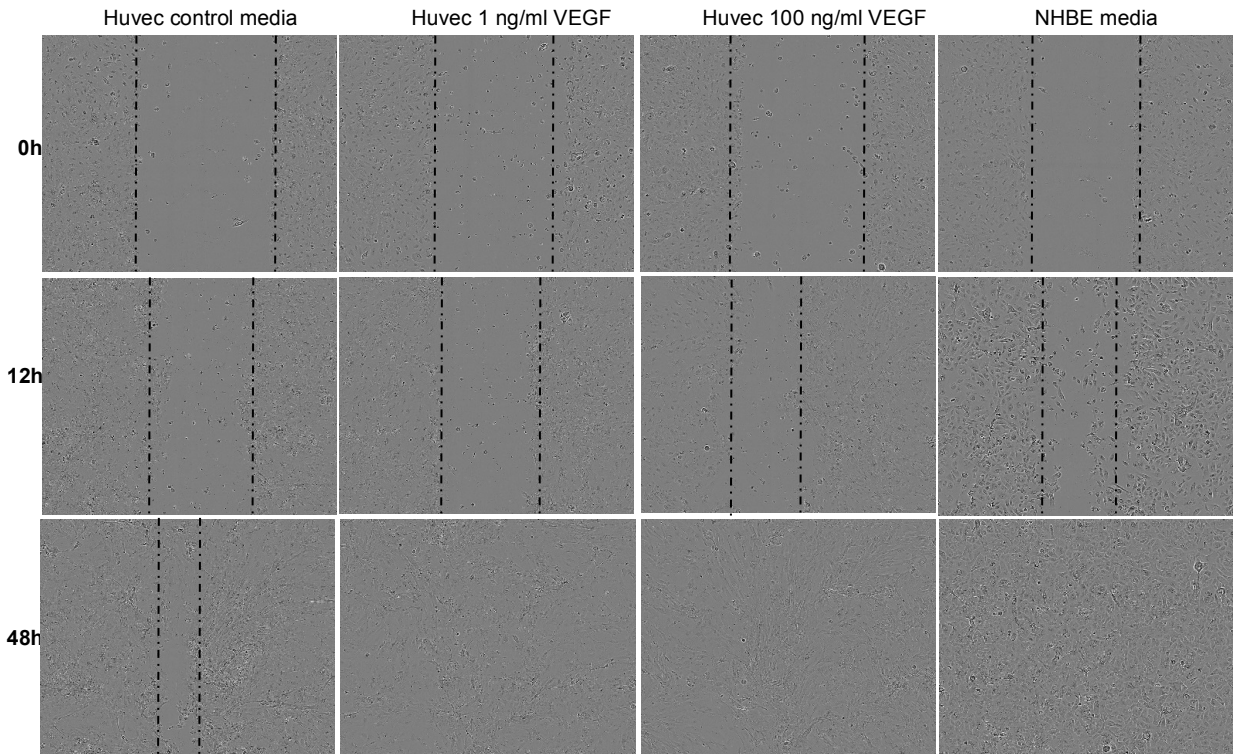 Huvec control media
Huvec 1 ng/ml VEGF
Huvec 100 ng/ml VEGF
NHBE media
0h
12h
48h